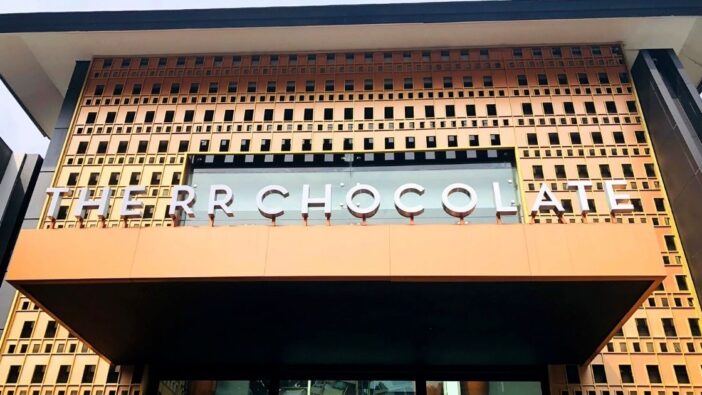 THE RR CHOCOLATE